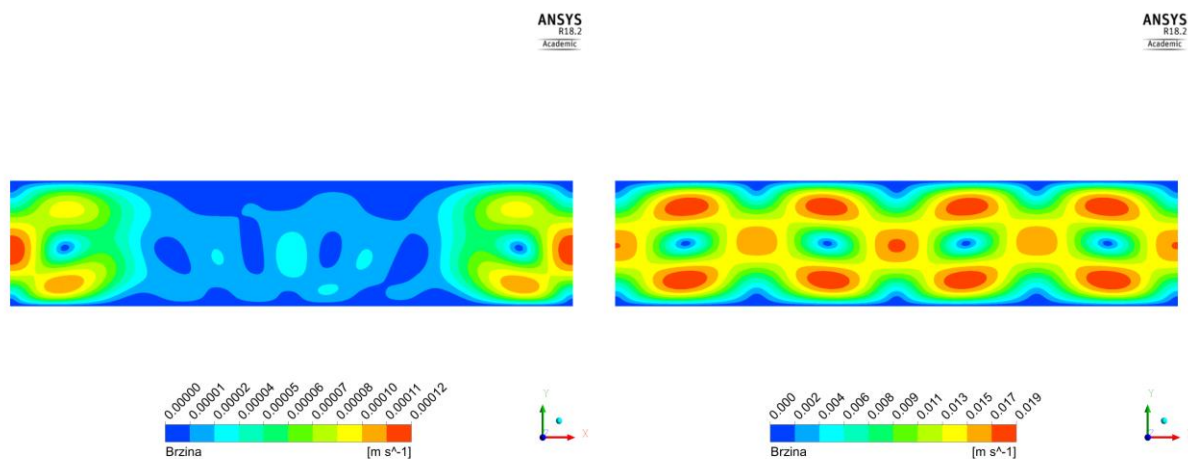 ANSYS
R18.2
Academic
0.00000
0.00001
0.00002
0.00004
0.00005
0.00006
0.00007
0.00008
0.00010
0.00011
0.00012
Brzina
[m s^-1]
Y
X
ANSYS
R18.2
Academic
0.000
0.002
0.004
0.006
0.008
0.009
0.011
0.013
0.015
0.017
0.019
Brzina
[m s^-1]
Y
X